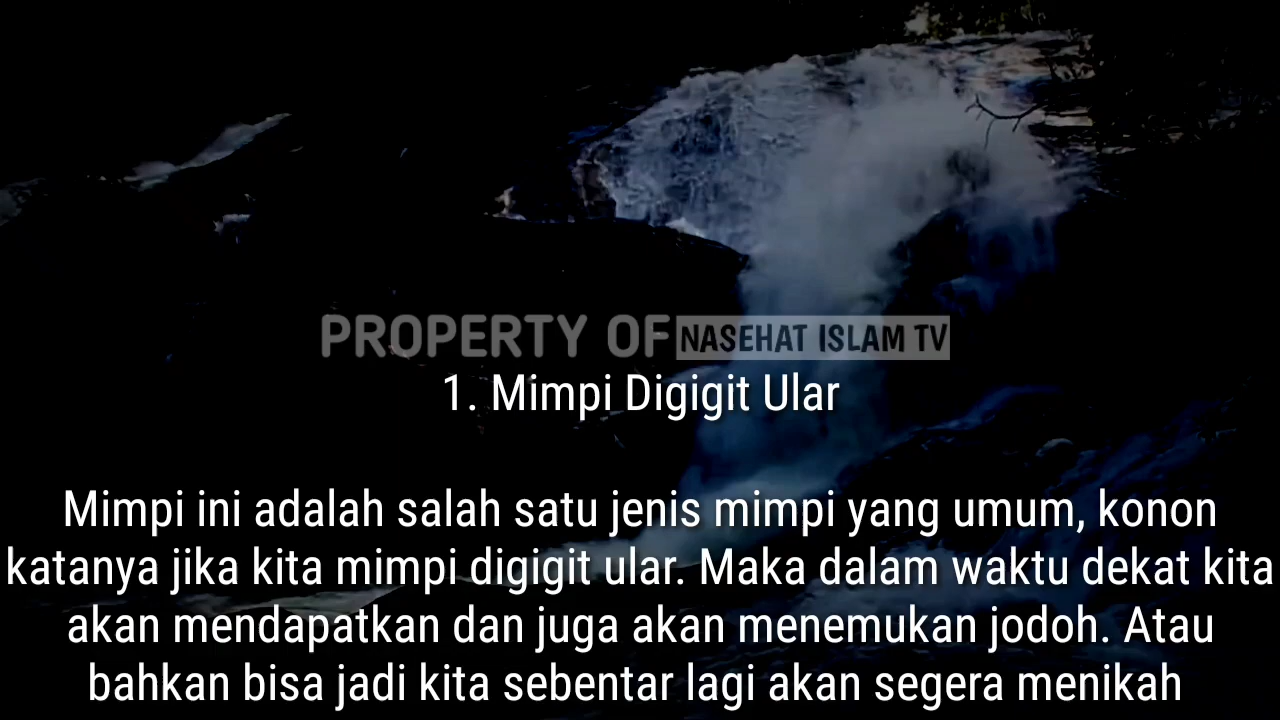 PROPERTY OF NASEHAT ISLAM TV
1. Mimpi Digigit Ular
Mimpi ini adalah salah satu jenis mimpi yang umum, konon
katanya jika kita mimpi digigit ular. Maka dalam waktu dekat kita
akan mendapatkan dan juga akan menemukan jodoh. Atau
bahkan bisa jadi kita sebentar lagi akan segera menikah